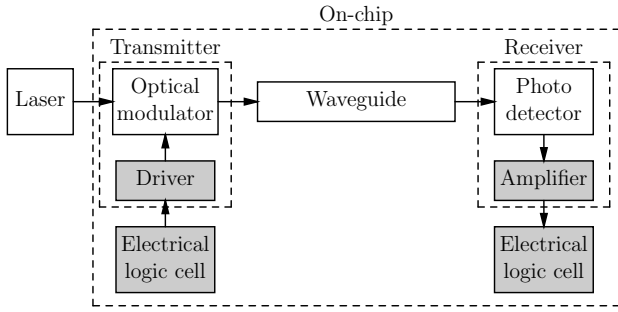 On-chip
Transmitter
Receiver
Laser
Optical
modulator
Waveguide
Photo
detector
Driver
Amplifier
Electrical
logic cell
Electrical
logic cell